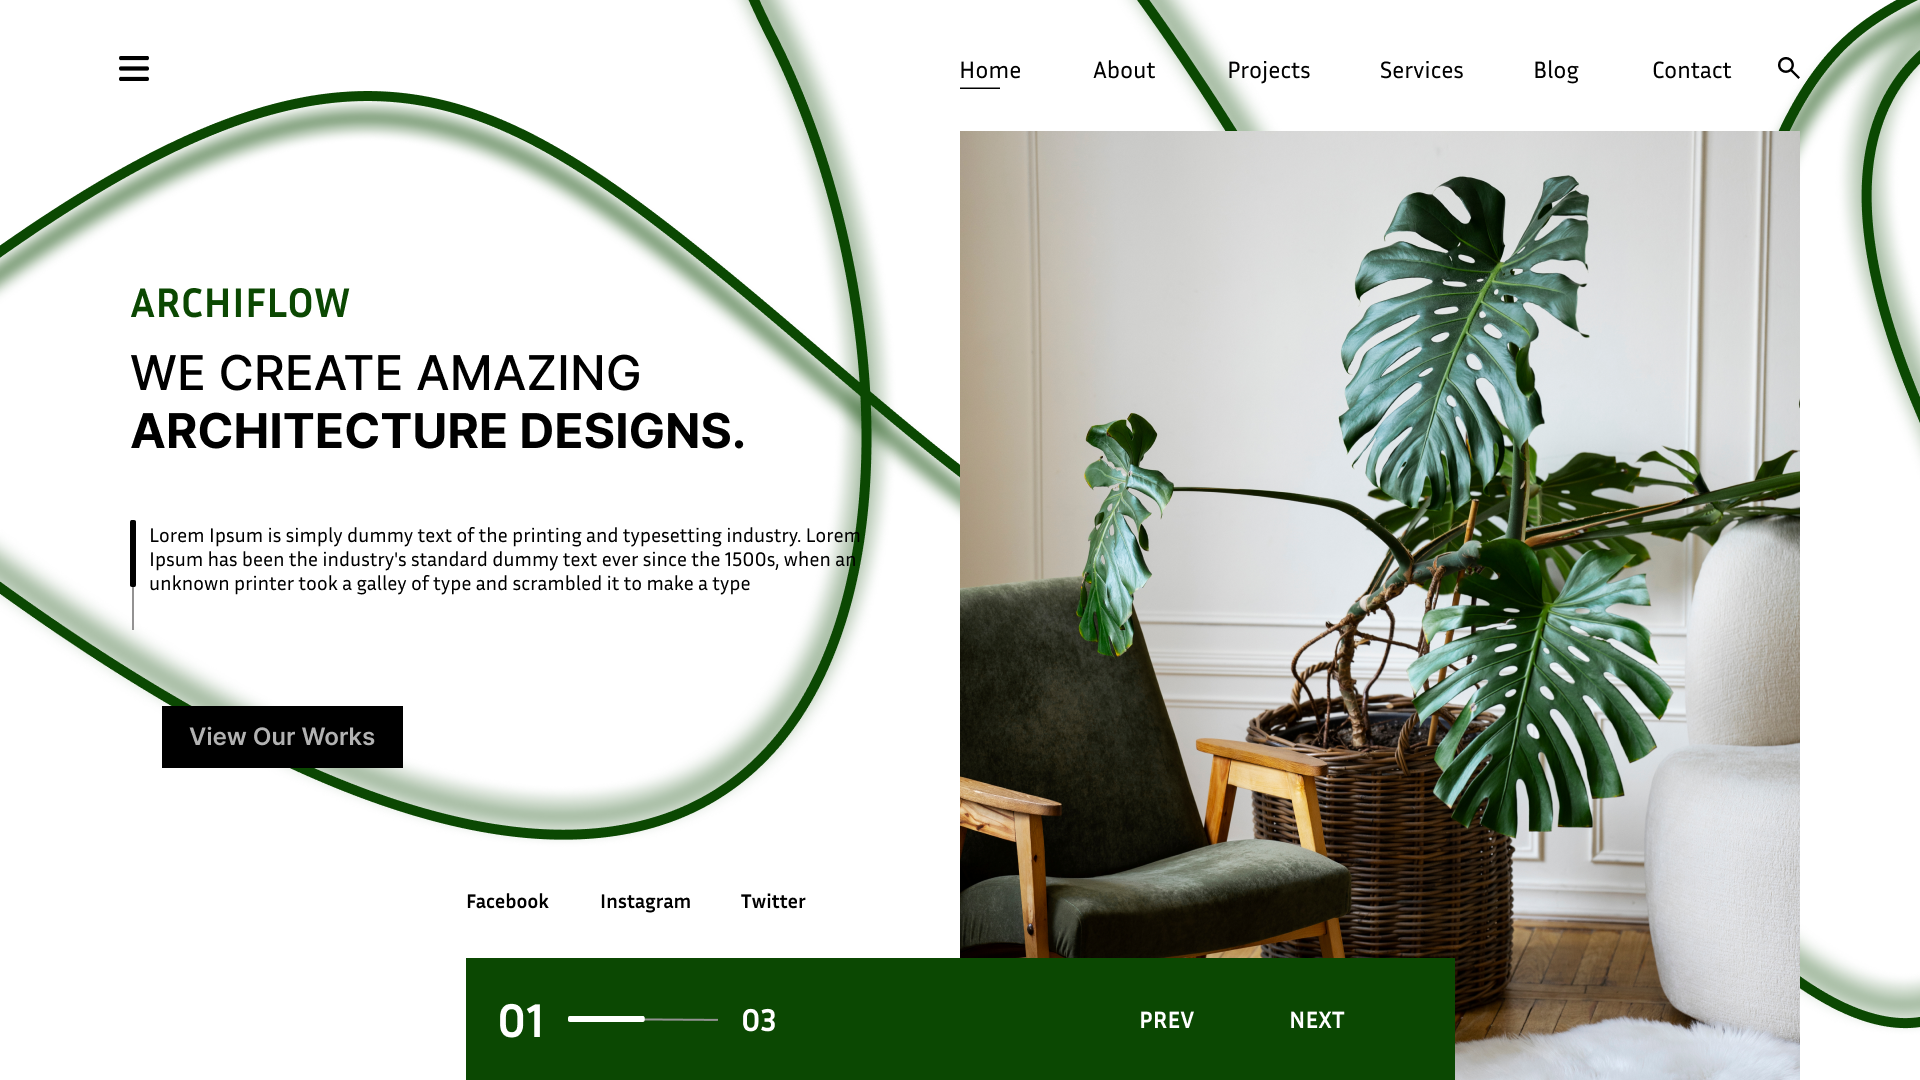 Home About Projects Services Blog Contact
ARCHIFLOW
WE CREATE AMAZING
ARCHITECTURE DESIGNS.
Lorem Ipsum is simply dummy text of the printing and typesetting industry. Lorem
Ipsum has been the industry's standard dummy text ever since the 1500s, when an
unknown printer took a galley of type and scrambled it to make a type
View Our Works
Facebook Instagram Twitter
01 03 PREV NEXT